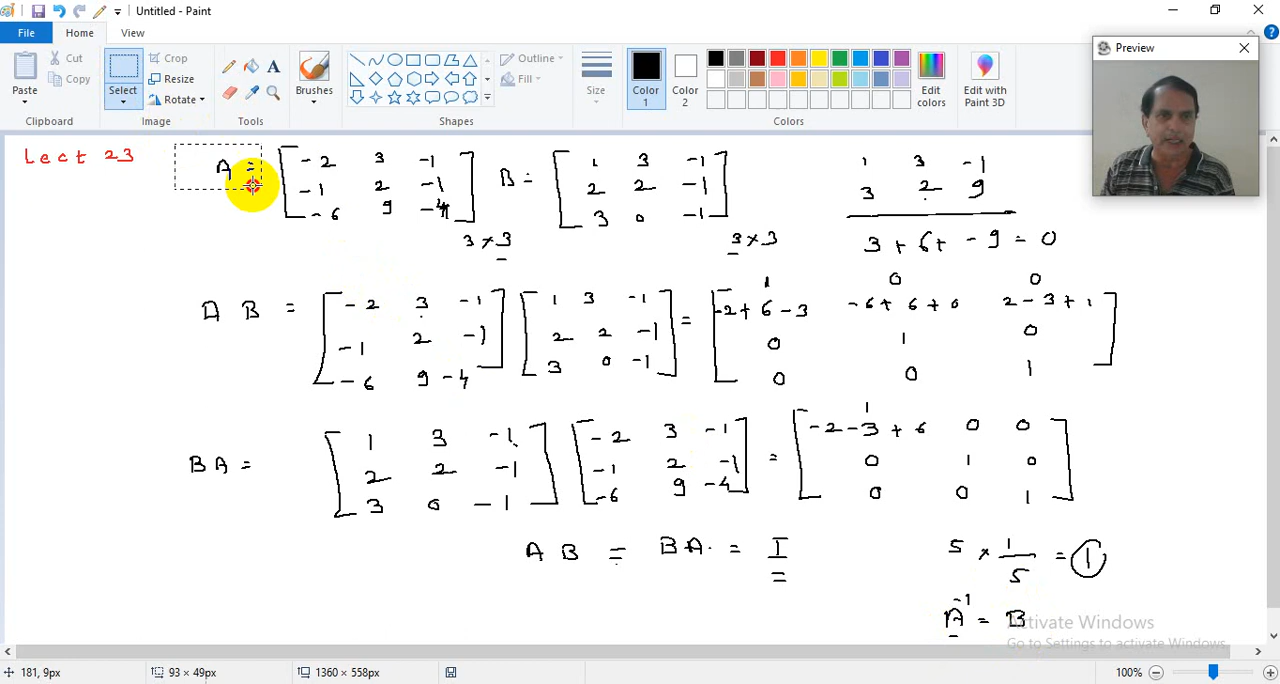 Untitled - Paint
File Home View
Paste Cut Copy Select Crop Resize Rotate Brushes Outline Fill Size Color 1 Color 2 Edit colors Edit with Paint 3D
Clipboard Image Tools Shapes Colors
Preview
Lect 23
A = [ -2 3 -1 B = [ 1 3 -1 1 3 -1
-1 2 -1 2 2 -1 3 2 9
-6 9 -4 ] 3 0 -1 ]
3 × 3 3 × 3 3 + 6 + - 9 = 0
1 0 0
A B = [ -2 3 -1 [ 1 3 -1 = [ -2 + 6 - 3 -6 + 6 + 0 2 - 3 + 1
-1 2 -1 2 2 -1 0 1 0
-6 9 -4 ] 3 0 -1 ] 0 0 1 ]
1
BA = [ 1 3 -1 [ -2 3 -1 = [ -2 - 3 + 6 0 0
2 2 -1 -1 2 -1 0 1 0
3 0 -1 ] -6 9 -4 ] 0 0 1 ]
A B = BA. = I 5 × 1/5 = 1
A⁻¹ = B
Activate Windows
Go to Settings to activate Windows.
181, 9px 93 × 49px 1360 × 558px 100%